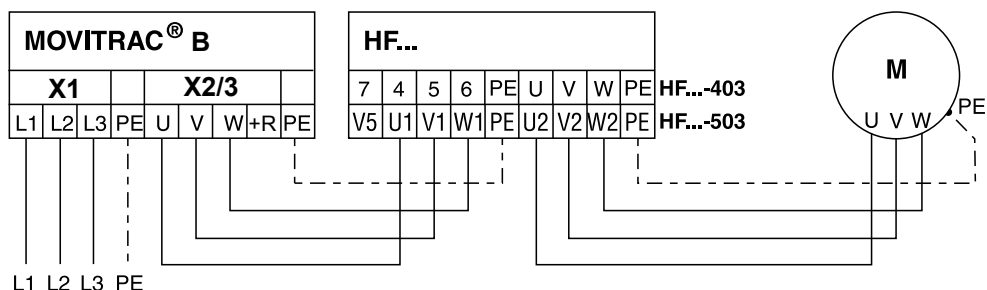 MOVITRAC® B
X1 X2/3
L1 L2 L3 PE U V W +R PE
L1 L2 L3 PE
HF...
7 4 5 6 PE U V W PE HF...-403
V5 U1 V1 W1 PE U2 V2 W2 PE HF...-503
M
U V W
PE